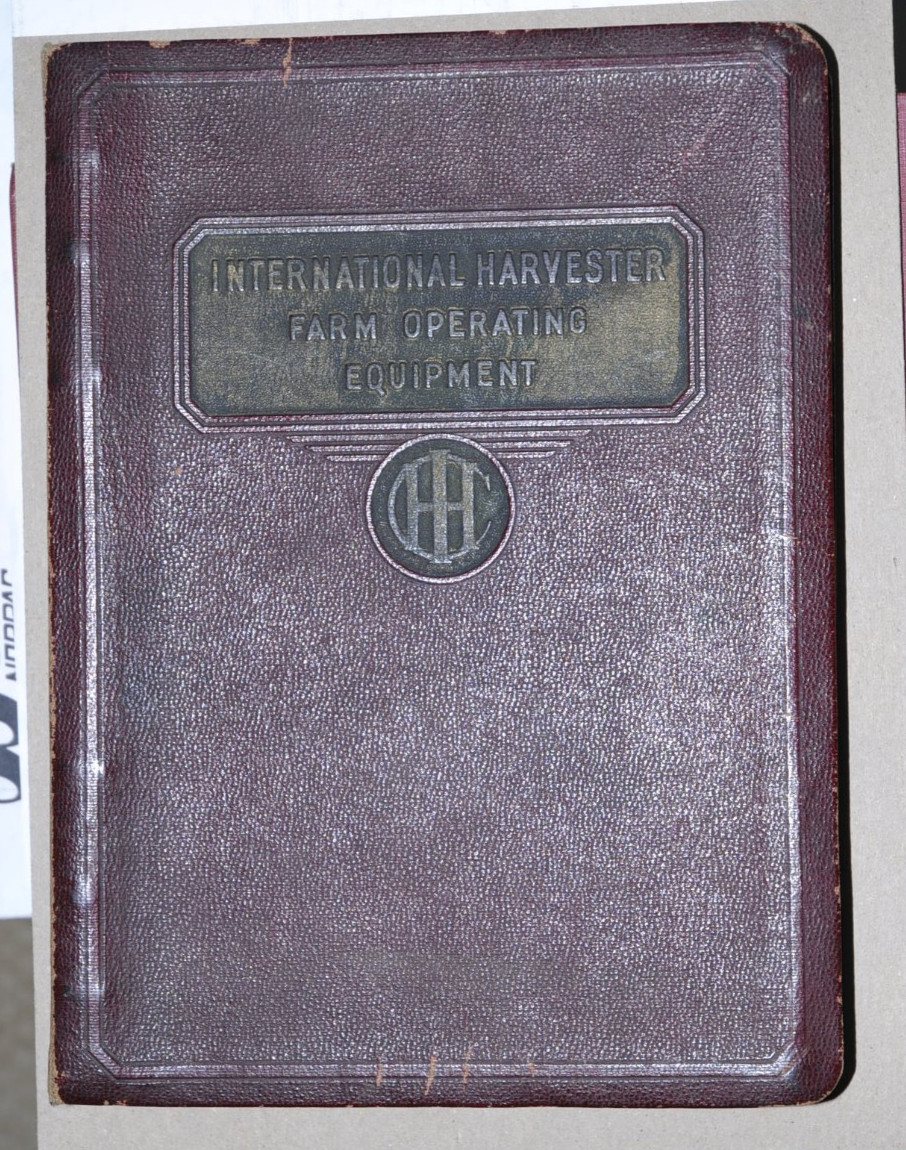 INTERNATIONAL HARVESTER
FARM OPERATING
EQUIPMENT
IHC